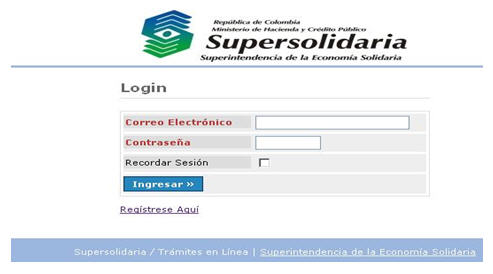 República de Colombia
Ministerio de Hacienda y Crédito Público
Supersolidaria
Superintendencia de la Economía Solidaria
Login
Correo Electrónico
Contraseña
Recordar Sesión
Ingresar »
Regístrese Aquí
Supersolidaria / Trámites en Línea | Superintendencia de la Economía Solidaria